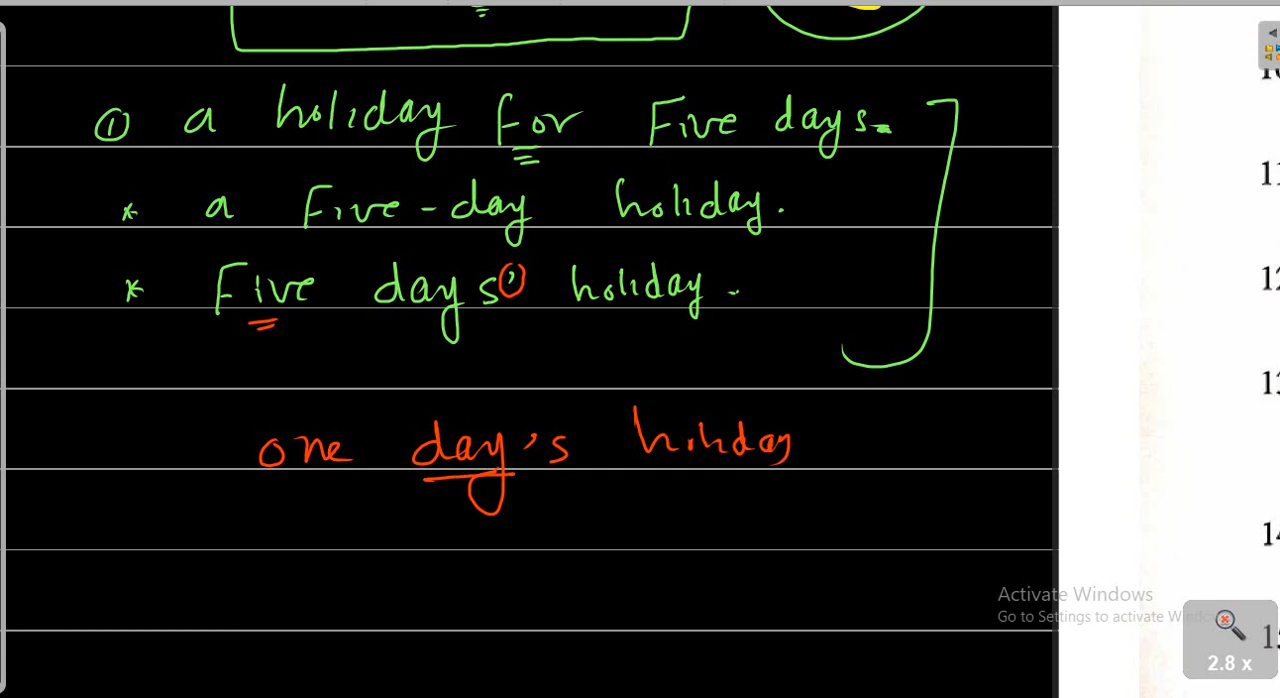 ① a holiday for Five days.
* a Five-day holiday.
* Five days' holiday.
one day's holiday
Activate Windows
Go to Settings to activate
2.8 x